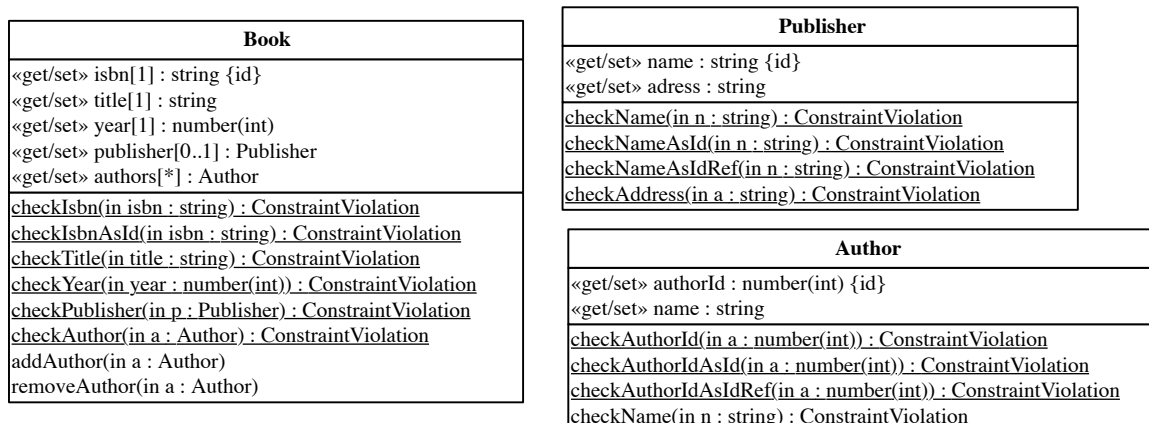 Book
«get/set» isbn[1] : string {id}
«get/set» title[1] : string
«get/set» year[1] : number(int)
«get/set» publisher[0..1] : Publisher
«get/set» authors[*] : Author
checkIsbn(in isbn : string) : ConstraintViolation
checkIsbnAsId(in isbn : string) : ConstraintViolation
checkTitle(in title : string) : ConstraintViolation
checkYear(in year : number(int)) : ConstraintViolation
checkPublisher(in p : Publisher) : ConstraintViolation
checkAuthor(in a : Author) : ConstraintViolation
addAuthor(in a : Author)
removeAuthor(in a : Author)
Publisher
«get/set» name : string {id}
«get/set» adress : string
checkName(in n : string) : ConstraintViolation
checkNameAsId(in n : string) : ConstraintViolation
checkNameAsIdRef(in n : string) : ConstraintViolation
checkAddress(in a : string) : ConstraintViolation
Author
«get/set» authorId : number(int) {id}
«get/set» name : string
checkAuthorId(in a : number(int)) : ConstraintViolation
checkAuthorIdAsId(in a : number(int)) : ConstraintViolation
checkAuthorIdAsIdRef(in a : number(int)) : ConstraintViolation
checkName(in n : string) : ConstraintViolation